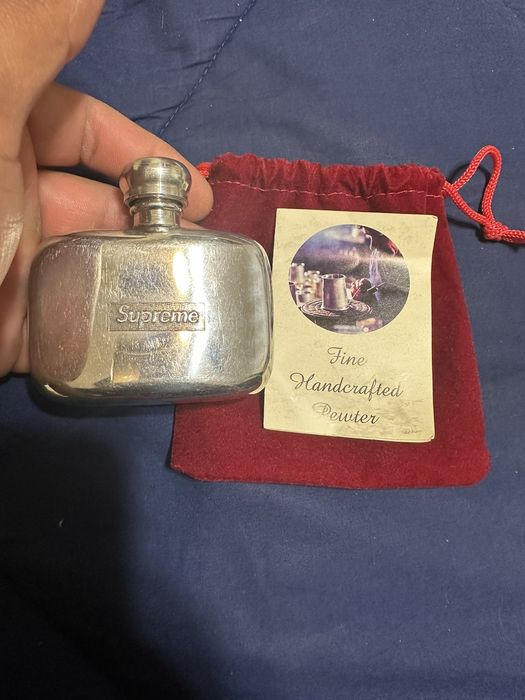 Supreme
Fine
Handcrafted
Pewter